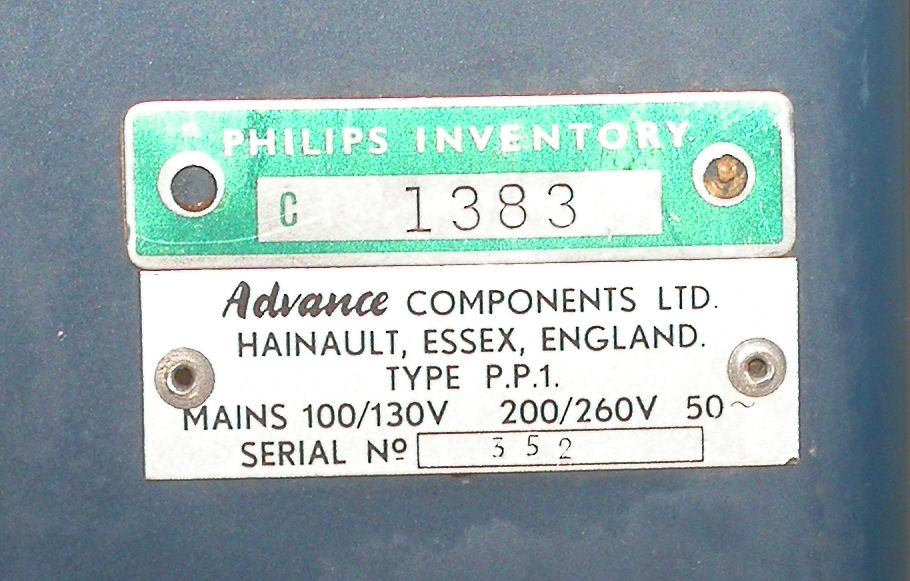 PHILIPS INVENTORY
C 1383
Advance COMPONENTS LTD.
HAINAULT, ESSEX, ENGLAND.
TYPE P.P.1.
MAINS 100/130V 200/260V 50~
SERIAL Nº 352